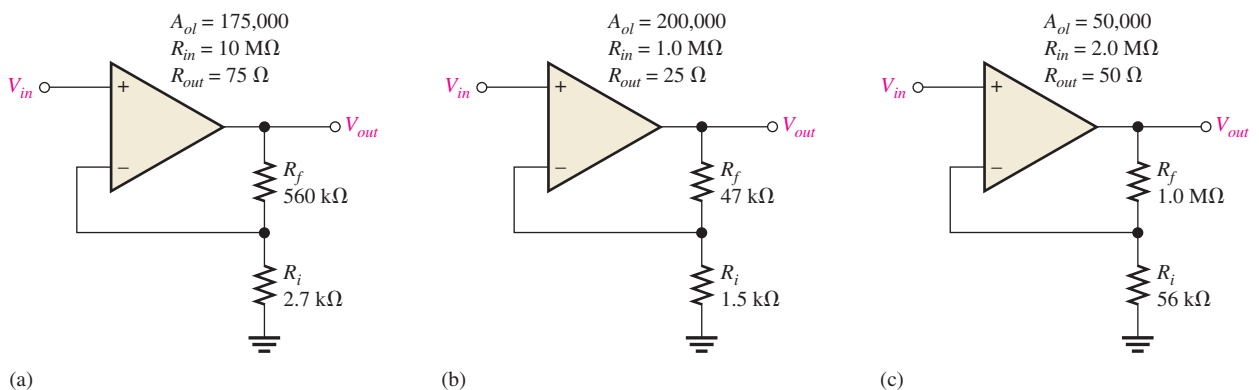 A_ol = 175,000
R_in = 10 MΩ
R_out = 75 Ω
V_in
+
−
V_out
R_f
560 kΩ
R_i
2.7 kΩ
(a)
A_ol = 200,000
R_in = 1.0 MΩ
R_out = 25 Ω
V_in
+
−
V_out
R_f
47 kΩ
R_i
1.5 kΩ
(b)
A_ol = 50,000
R_in = 2.0 MΩ
R_out = 50 Ω
V_in
+
−
V_out
R_f
1.0 MΩ
R_i
56 kΩ
(c)